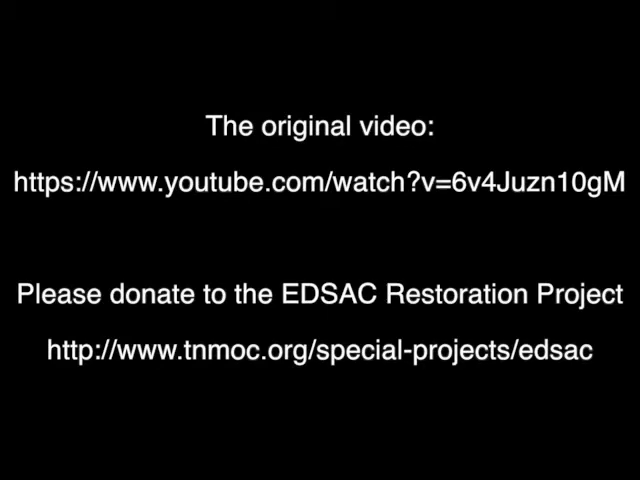 The original video:
https://www.youtube.com/watch?v=6v4Juzn10gM
Please donate to the EDSAC Restoration Project
http://www.tnmoc.org/special-projects/edsac